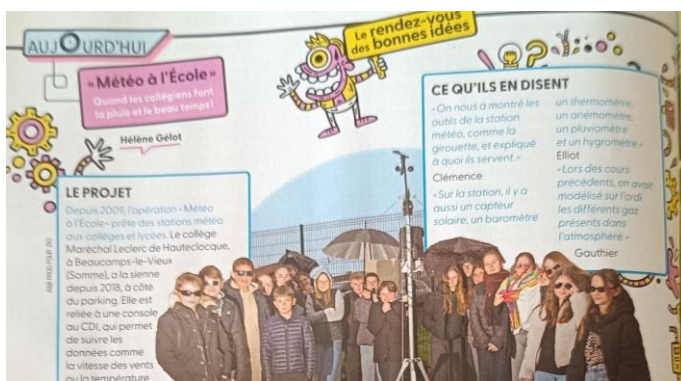 AUJOURD'HUI
Le rendez-vous
des bonnes idées
«Météo à l'École»
Quand les collégiens font
la pluie et le beau temps!
Hélène Gélot
LE PROJET
Depuis 2009, l'opération «Météo
à l'École» prête des stations météo
aux collèges et lycées. Le collège
Maréchal Leclerc de Hauteclocque,
à Beaucamps-le-Vieux
(Somme), a la sienne
depuis 2018, à côté
du parking. Elle est
reliée à une console
au CDI, qui permet
de suivre les
données comme
la vitesse des vents
ou la température
CE QU'ILS EN DISENT
«On nous a montré les
outils de la station
météo, comme la
girouette, et expliqué
à quoi ils servent.»
Clémence
«Sur la station, il y a
aussi un capteur
solaire, un baromètre
un thermomètre,
un anémomètre,
un pluviomètre
et un hygromètre.»
Elliot
«Lors des cours
précédents, on avait
modélisé sur l'ordi
les différents gaz
présents dans
l'atmosphère.»
Gauthier